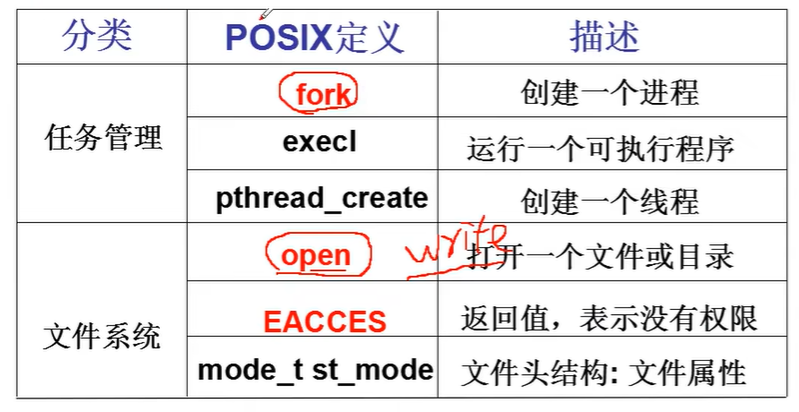 分类 POSIX定义 描述
fork 创建一个进程
任务管理 execl 运行一个可执行程序
pthread_create 创建一个线程
open write 打开一个文件或目录
文件系统 EACCES 返回值，表示没有权限
mode_t st_mode 文件头结构: 文件属性